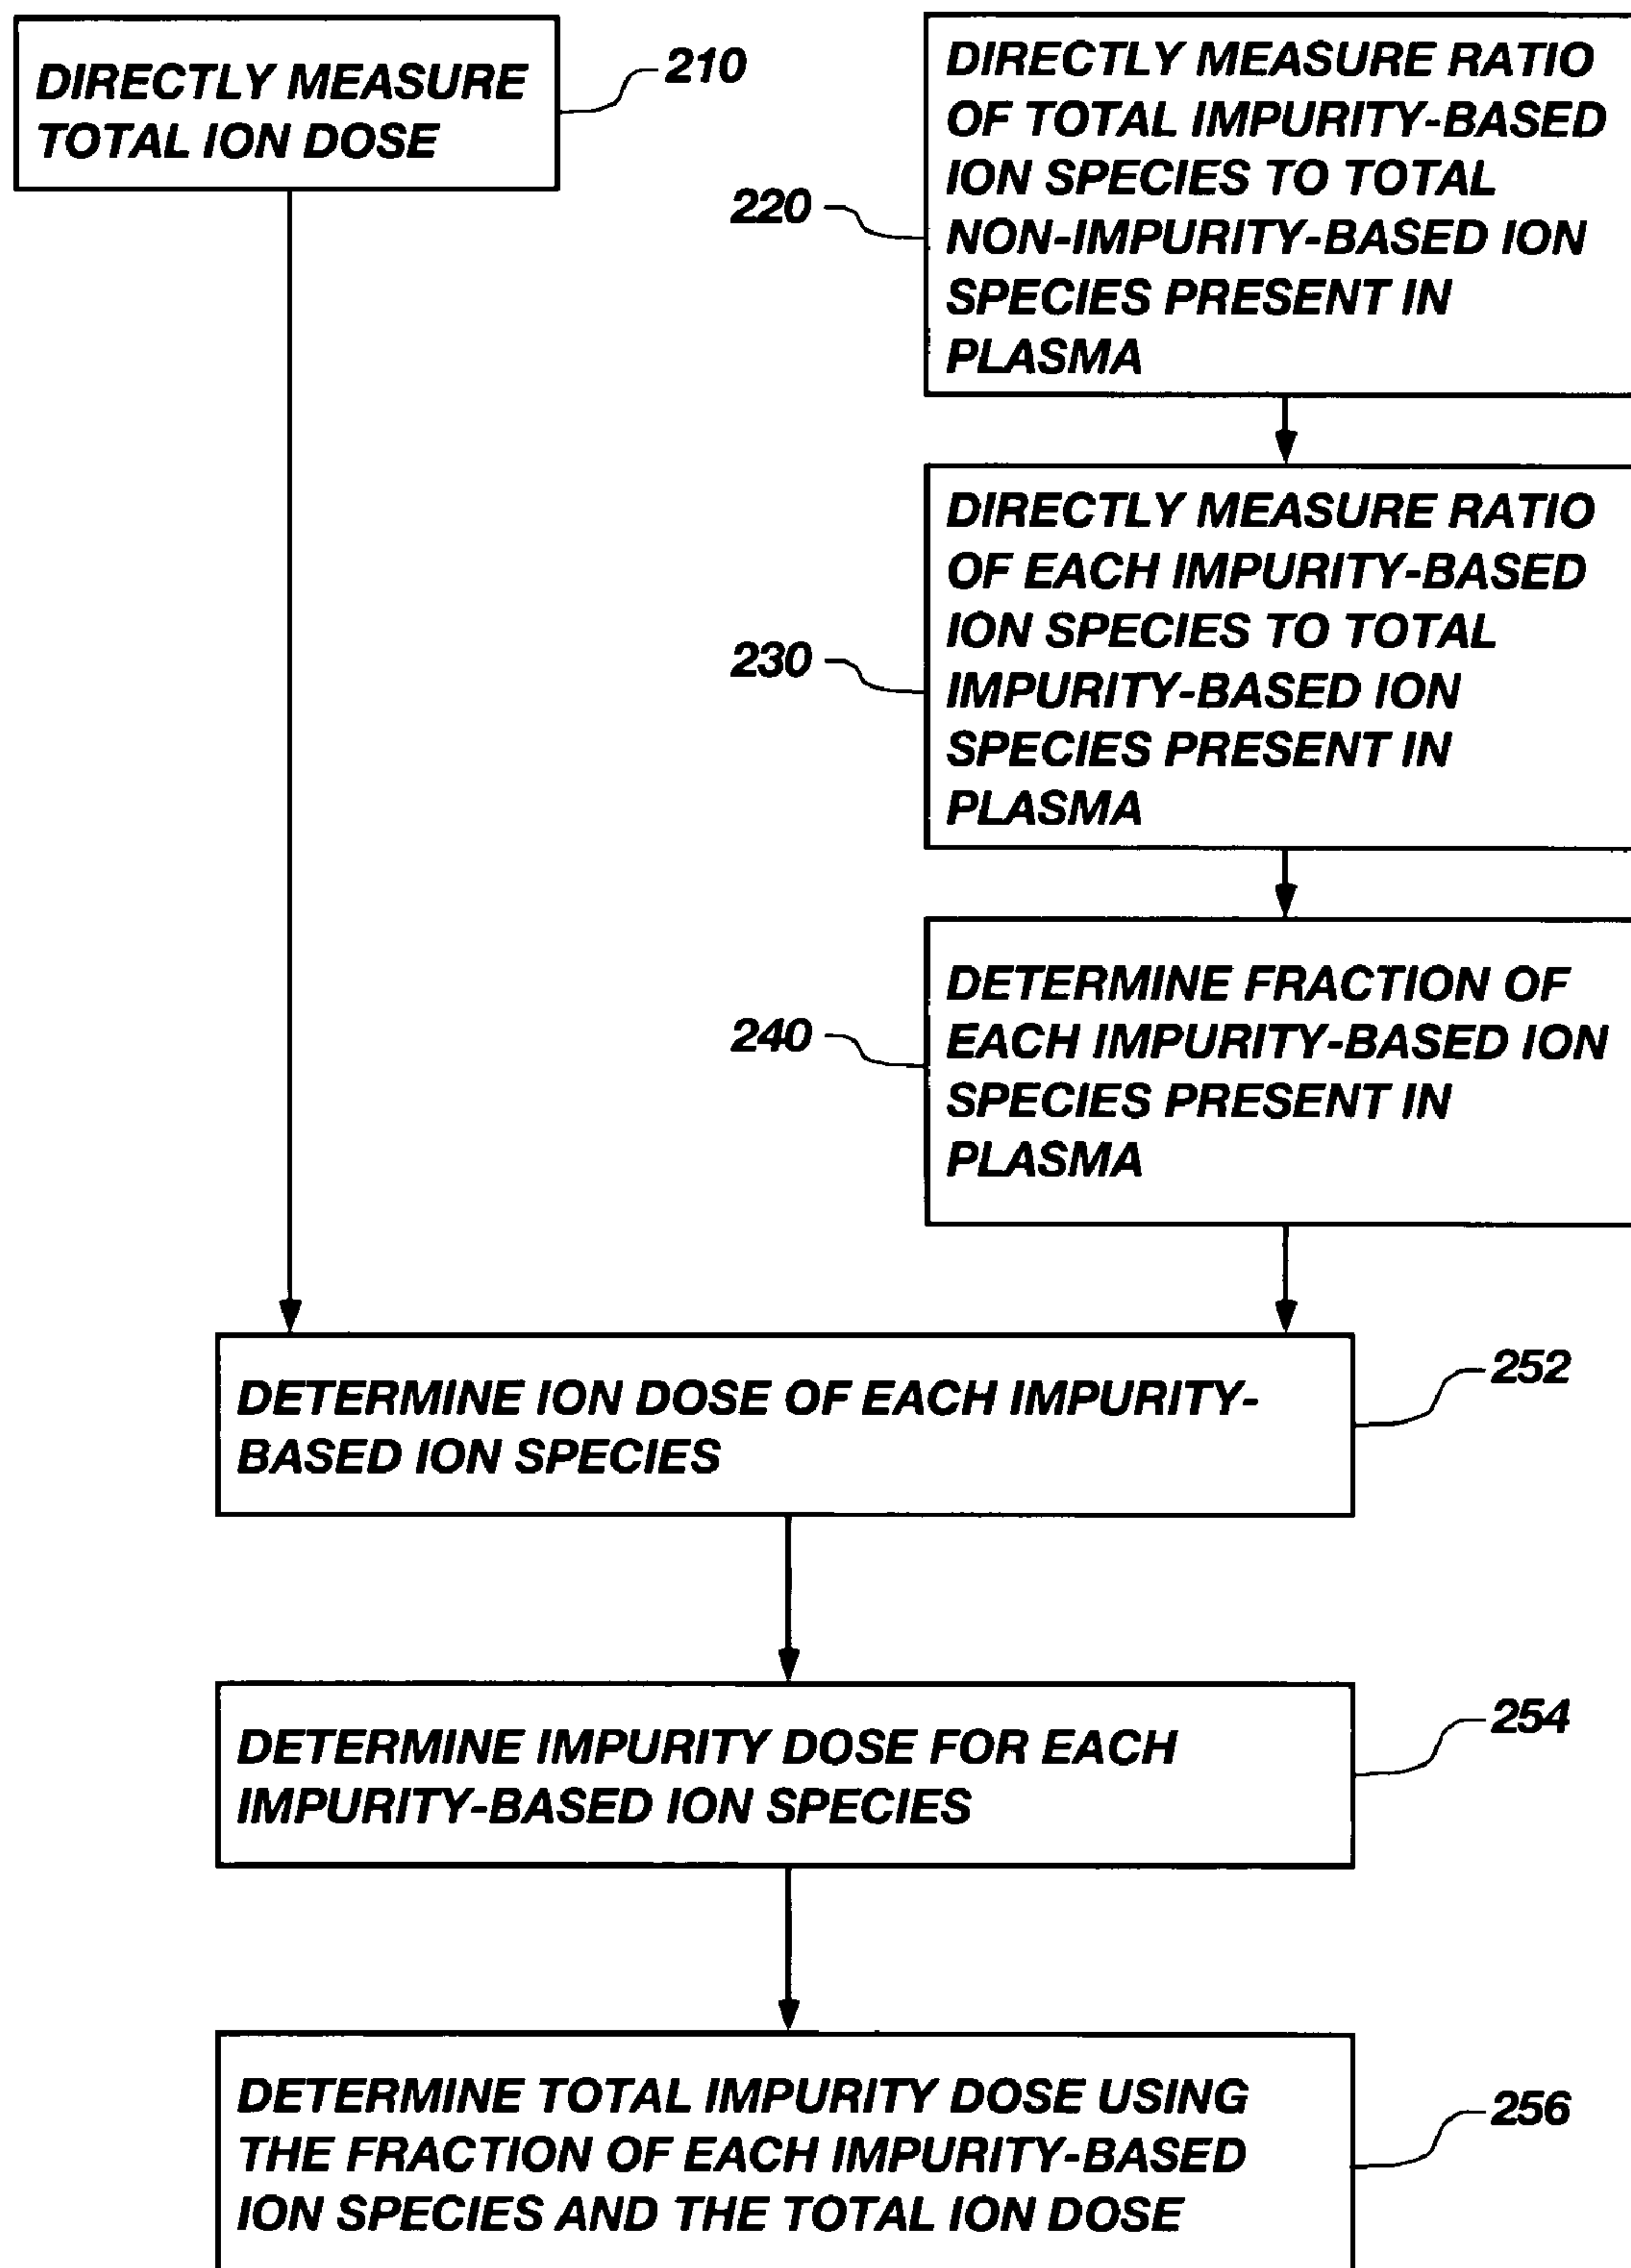 DIRECTLY MEASURE
TOTAL ION DOSE
210
DIRECTLY MEASURE RATIO
OF TOTAL IMPURITY-BASED
ION SPECIES TO TOTAL
NON-IMPURITY-BASED ION
SPECIES PRESENT IN
PLASMA
220
DIRECTLY MEASURE RATIO
OF EACH IMPURITY-BASED
ION SPECIES TO TOTAL
IMPURITY-BASED ION
SPECIES PRESENT IN
PLASMA
230
DETERMINE FRACTION OF
EACH IMPURITY-BASED ION
SPECIES PRESENT IN
PLASMA
240
DETERMINE ION DOSE OF EACH IMPURITY-
BASED ION SPECIES
252
DETERMINE IMPURITY DOSE FOR EACH
IMPURITY-BASED ION SPECIES
254
DETERMINE TOTAL IMPURITY DOSE USING
THE FRACTION OF EACH IMPURITY-BASED
ION SPECIES AND THE TOTAL ION DOSE
256